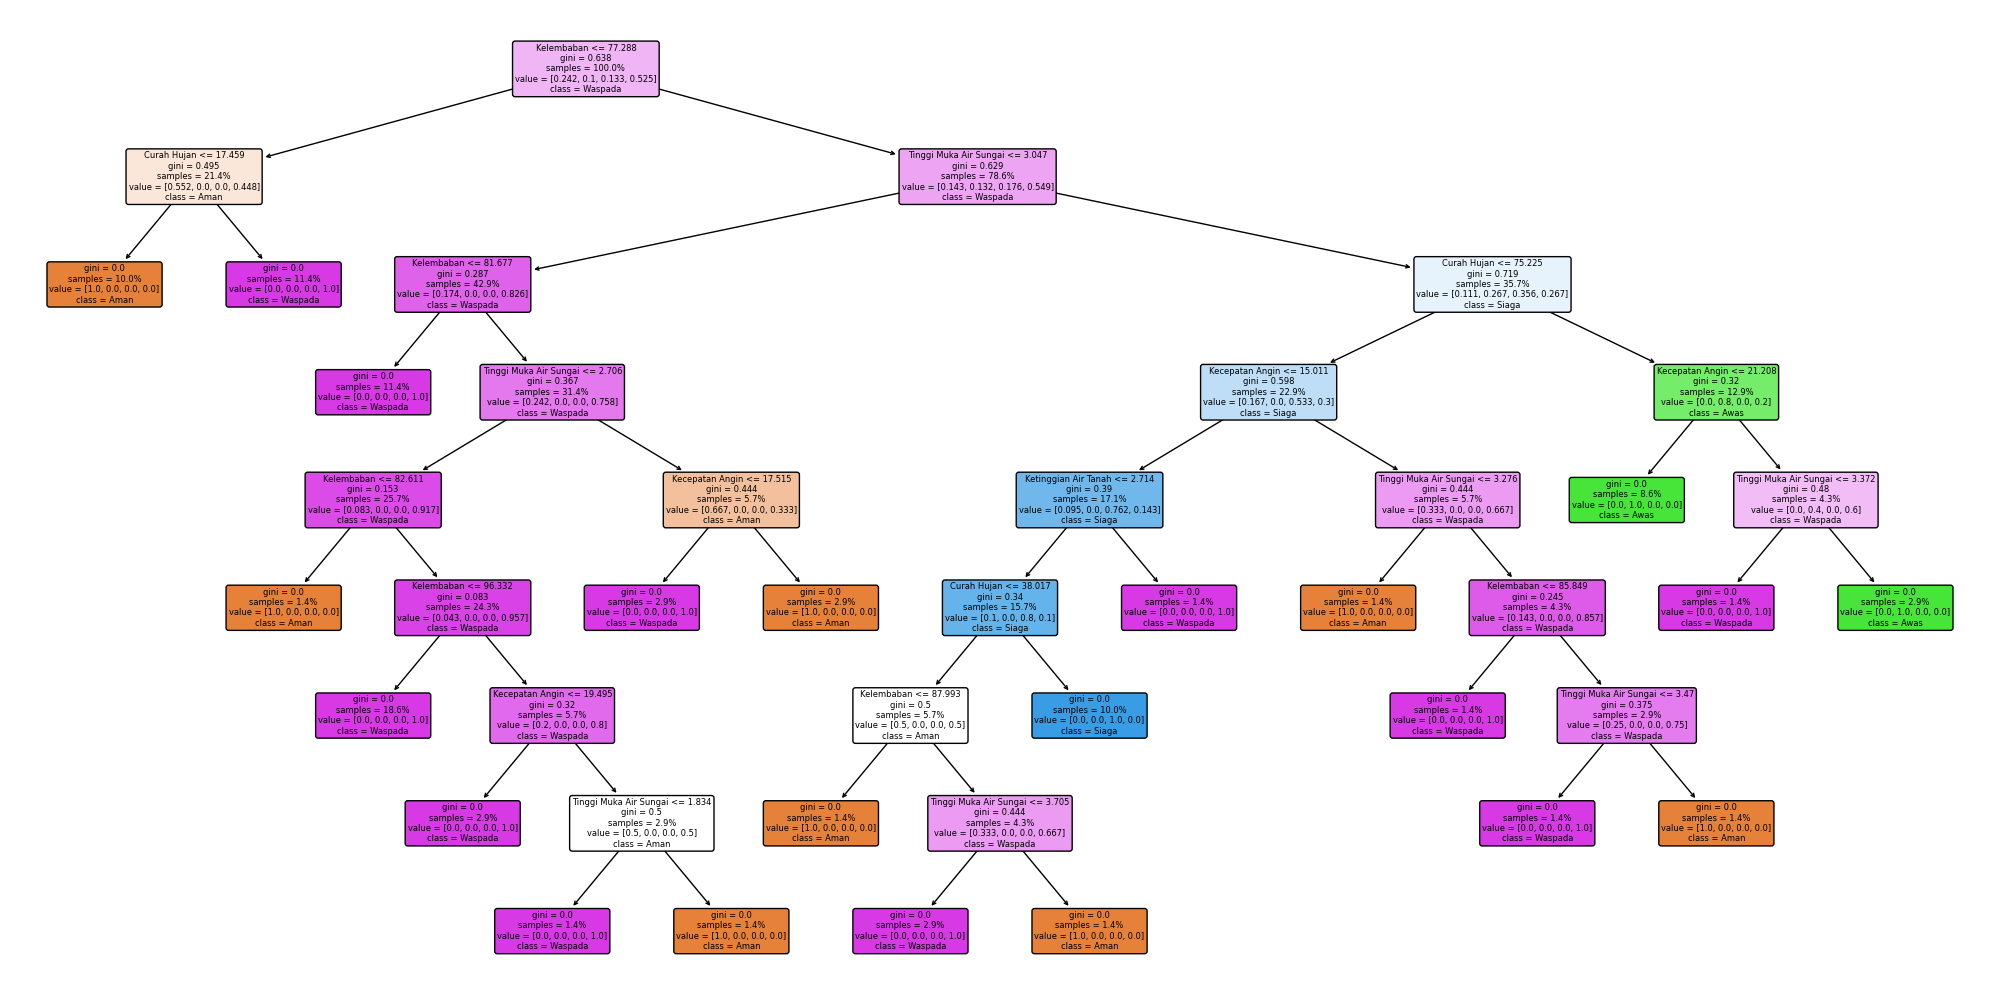 Kelembaban <= 77.288
gini = 0.638
samples = 100.0%
value = [0.242, 0.1, 0.133, 0.525]
class = Waspada
Curah Hujan <= 17.459
gini = 0.495
samples = 21.4%
value = [0.552, 0.0, 0.0, 0.448]
class = Aman
Tinggi Muka Air Sungai <= 3.047
gini = 0.629
samples = 78.6%
value = [0.143, 0.132, 0.176, 0.549]
class = Waspada
gini = 0.0
samples = 10.0%
value = [1.0, 0.0, 0.0, 0.0]
class = Aman
gini = 0.0
samples = 11.4%
value = [0.0, 0.0, 0.0, 1.0]
class = Waspada
Kelembaban <= 81.677
gini = 0.287
samples = 42.9%
value = [0.174, 0.0, 0.0, 0.826]
class = Waspada
Curah Hujan <= 75.225
gini = 0.719
samples = 35.7%
value = [0.111, 0.267, 0.356, 0.267]
class = Siaga
gini = 0.0
samples = 11.4%
value = [0.0, 0.0, 0.0, 1.0]
class = Waspada
Tinggi Muka Air Sungai <= 2.706
gini = 0.367
samples = 31.4%
value = [0.242, 0.0, 0.0, 0.758]
class = Waspada
Kecepatan Angin <= 15.011
gini = 0.598
samples = 22.9%
value = [0.167, 0.0, 0.533, 0.3]
class = Siaga
Kecepatan Angin <= 21.208
gini = 0.32
samples = 12.9%
value = [0.0, 0.8, 0.0, 0.2]
class = Awas
Kelembaban <= 82.611
gini = 0.153
samples = 25.7%
value = [0.083, 0.0, 0.0, 0.917]
class = Waspada
Kecepatan Angin <= 17.515
gini = 0.444
samples = 5.7%
value = [0.667, 0.0, 0.0, 0.333]
class = Aman
Ketinggian Air Tanah <= 2.714
gini = 0.39
samples = 17.1%
value = [0.095, 0.0, 0.762, 0.143]
class = Siaga
Tinggi Muka Air Sungai <= 3.276
gini = 0.444
samples = 5.7%
value = [0.333, 0.0, 0.0, 0.667]
class = Waspada
gini = 0.0
samples = 8.6%
value = [0.0, 1.0, 0.0, 0.0]
class = Awas
Tinggi Muka Air Sungai <= 3.372
gini = 0.48
samples = 4.3%
value = [0.0, 0.4, 0.0, 0.6]
class = Waspada
gini = 0.0
samples = 1.4%
value = [1.0, 0.0, 0.0, 0.0]
class = Aman
Kelembaban <= 96.332
gini = 0.083
samples = 24.3%
value = [0.043, 0.0, 0.0, 0.957]
class = Waspada
gini = 0.0
samples = 2.9%
value = [0.0, 0.0, 0.0, 1.0]
class = Waspada
gini = 0.0
samples = 2.9%
value = [1.0, 0.0, 0.0, 0.0]
class = Aman
Curah Hujan <= 38.017
gini = 0.34
samples = 15.7%
value = [0.1, 0.0, 0.8, 0.1]
class = Siaga
gini = 0.0
samples = 1.4%
value = [0.0, 0.0, 0.0, 1.0]
class = Waspada
gini = 0.0
samples = 1.4%
value = [1.0, 0.0, 0.0, 0.0]
class = Aman
Kelembaban <= 85.849
gini = 0.245
samples = 4.3%
value = [0.143, 0.0, 0.0, 0.857]
class = Waspada
gini = 0.0
samples = 1.4%
value = [0.0, 0.0, 0.0, 1.0]
class = Waspada
gini = 0.0
samples = 2.9%
value = [0.0, 1.0, 0.0, 0.0]
class = Awas
gini = 0.0
samples = 18.6%
value = [0.0, 0.0, 0.0, 1.0]
class = Waspada
Kecepatan Angin <= 19.495
gini = 0.32
samples = 5.7%
value = [0.2, 0.0, 0.0, 0.8]
class = Waspada
Kelembaban <= 87.993
gini = 0.5
samples = 5.7%
value = [0.5, 0.0, 0.0, 0.5]
class = Aman
gini = 0.0
samples = 10.0%
value = [0.0, 0.0, 1.0, 0.0]
class = Siaga
gini = 0.0
samples = 1.4%
value = [0.0, 0.0, 0.0, 1.0]
class = Waspada
Tinggi Muka Air Sungai <= 3.47
gini = 0.375
samples = 2.9%
value = [0.25, 0.0, 0.0, 0.75]
class = Waspada
gini = 0.0
samples = 2.9%
value = [0.0, 0.0, 0.0, 1.0]
class = Waspada
Tinggi Muka Air Sungai <= 1.834
gini = 0.5
samples = 2.9%
value = [0.5, 0.0, 0.0, 0.5]
class = Aman
gini = 0.0
samples = 1.4%
value = [1.0, 0.0, 0.0, 0.0]
class = Aman
Tinggi Muka Air Sungai <= 3.705
gini = 0.444
samples = 4.3%
value = [0.333, 0.0, 0.0, 0.667]
class = Waspada
gini = 0.0
samples = 1.4%
value = [0.0, 0.0, 0.0, 1.0]
class = Waspada
gini = 0.0
samples = 1.4%
value = [1.0, 0.0, 0.0, 0.0]
class = Aman
gini = 0.0
samples = 1.4%
value = [0.0, 0.0, 0.0, 1.0]
class = Waspada
gini = 0.0
samples = 1.4%
value = [1.0, 0.0, 0.0, 0.0]
class = Aman
gini = 0.0
samples = 2.9%
value = [0.0, 0.0, 0.0, 1.0]
class = Waspada
gini = 0.0
samples = 1.4%
value = [1.0, 0.0, 0.0, 0.0]
class = Aman